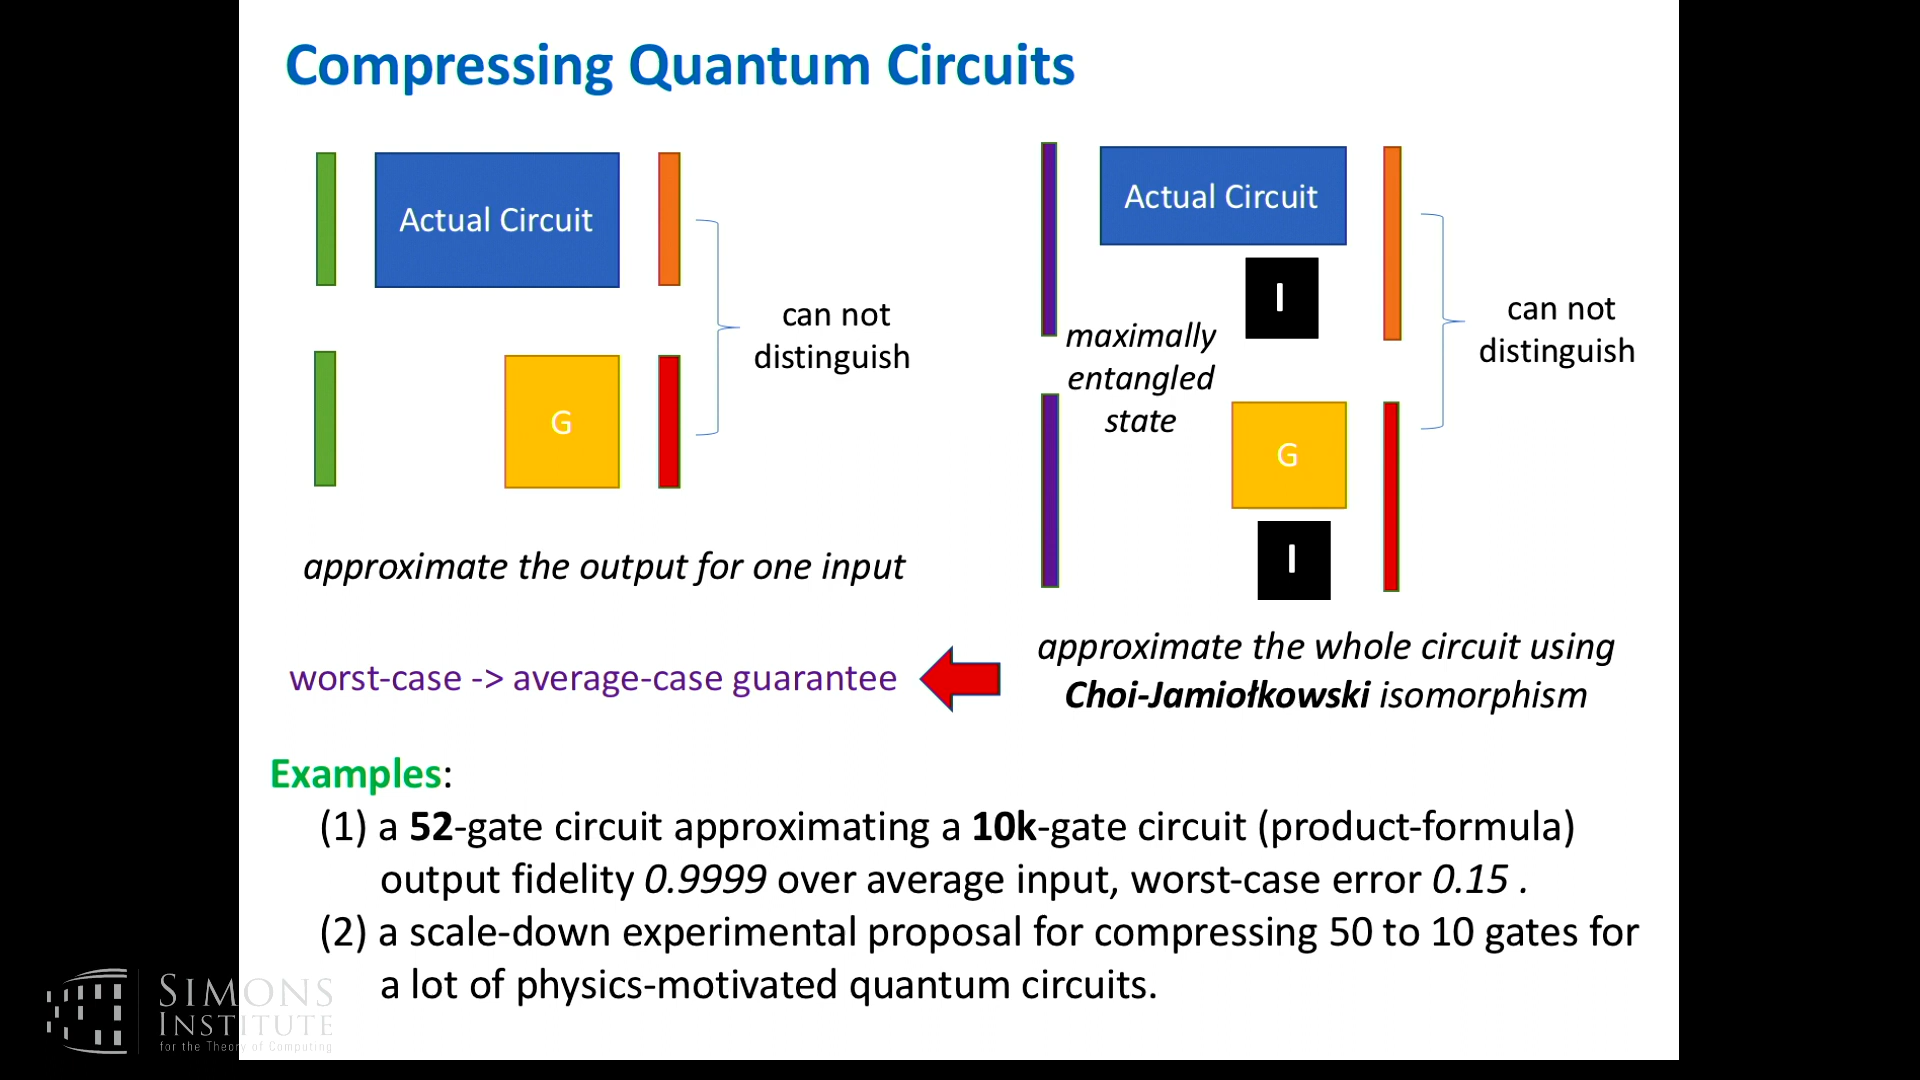 Compressing Quantum Circuits
Actual Circuit
can not
distinguish
G
approximate the output for one input
Actual Circuit
I
maximally
entangled
state
can not
distinguish
G
I
approximate the whole circuit using
Choi-Jamiołkowski isomorphism
worst-case -> average-case guarantee
Examples:
(1) a 52-gate circuit approximating a 10k-gate circuit (product-formula)
output fidelity 0.9999 over average input, worst-case error 0.15 .
(2) a scale-down experimental proposal for compressing 50 to 10 gates for
a lot of physics-motivated quantum circuits.
SIMONS
INSTITUTE
for the Theory of Computing